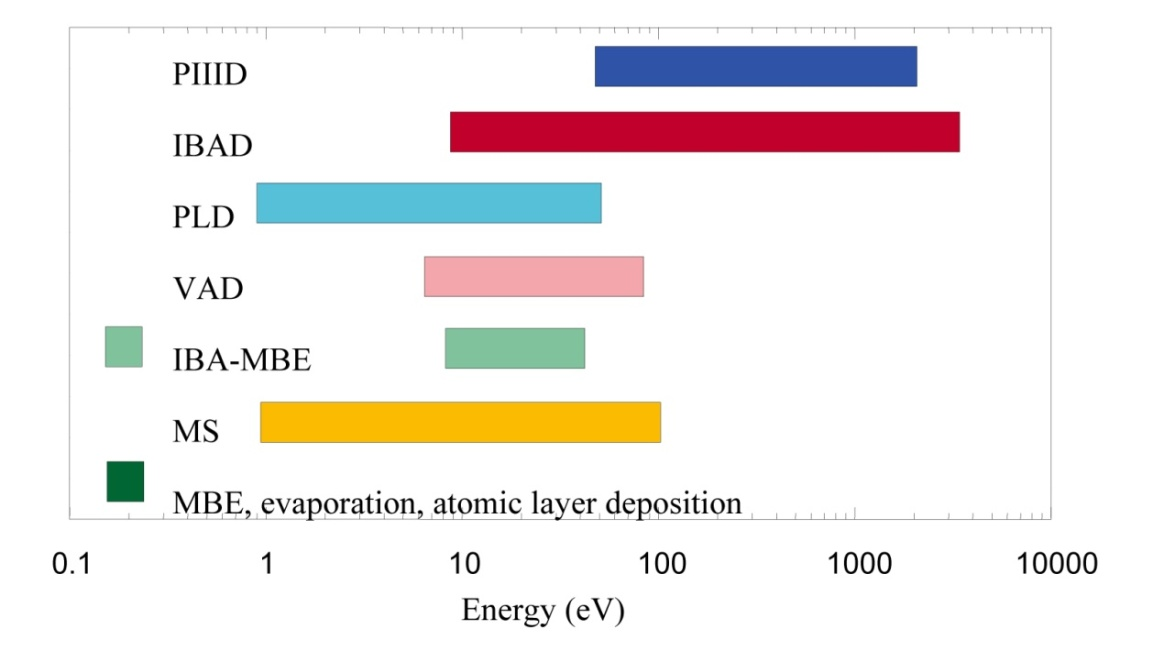 PIIID
IBAD
PLD
VAD
IBA-MBE
MS
MBE, evaporation, atomic layer deposition
0.1 1 10 100 1000 10000
Energy (eV)